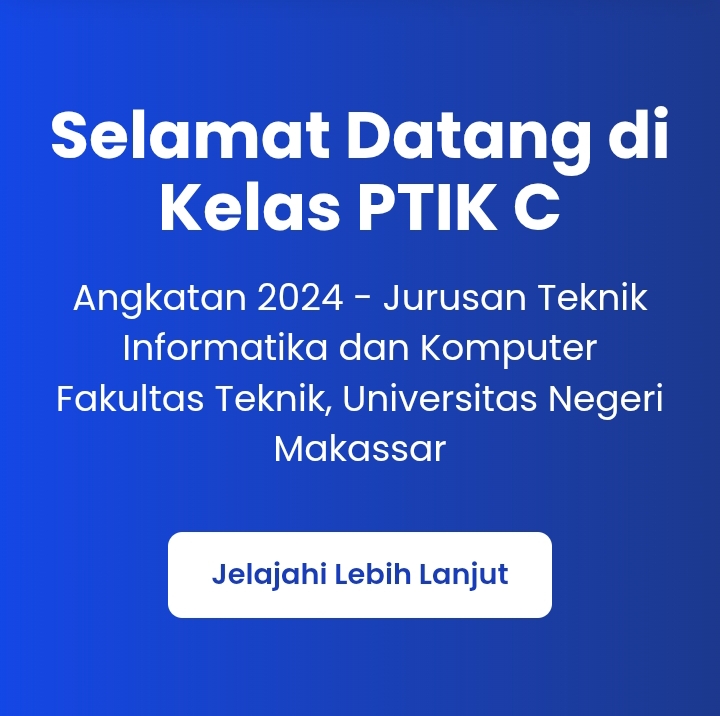 Selamat Datang di
Kelas PTIK C
Angkatan 2024 - Jurusan Teknik
Informatika dan Komputer
Fakultas Teknik, Universitas Negeri
Makassar
Jelajahi Lebih Lanjut